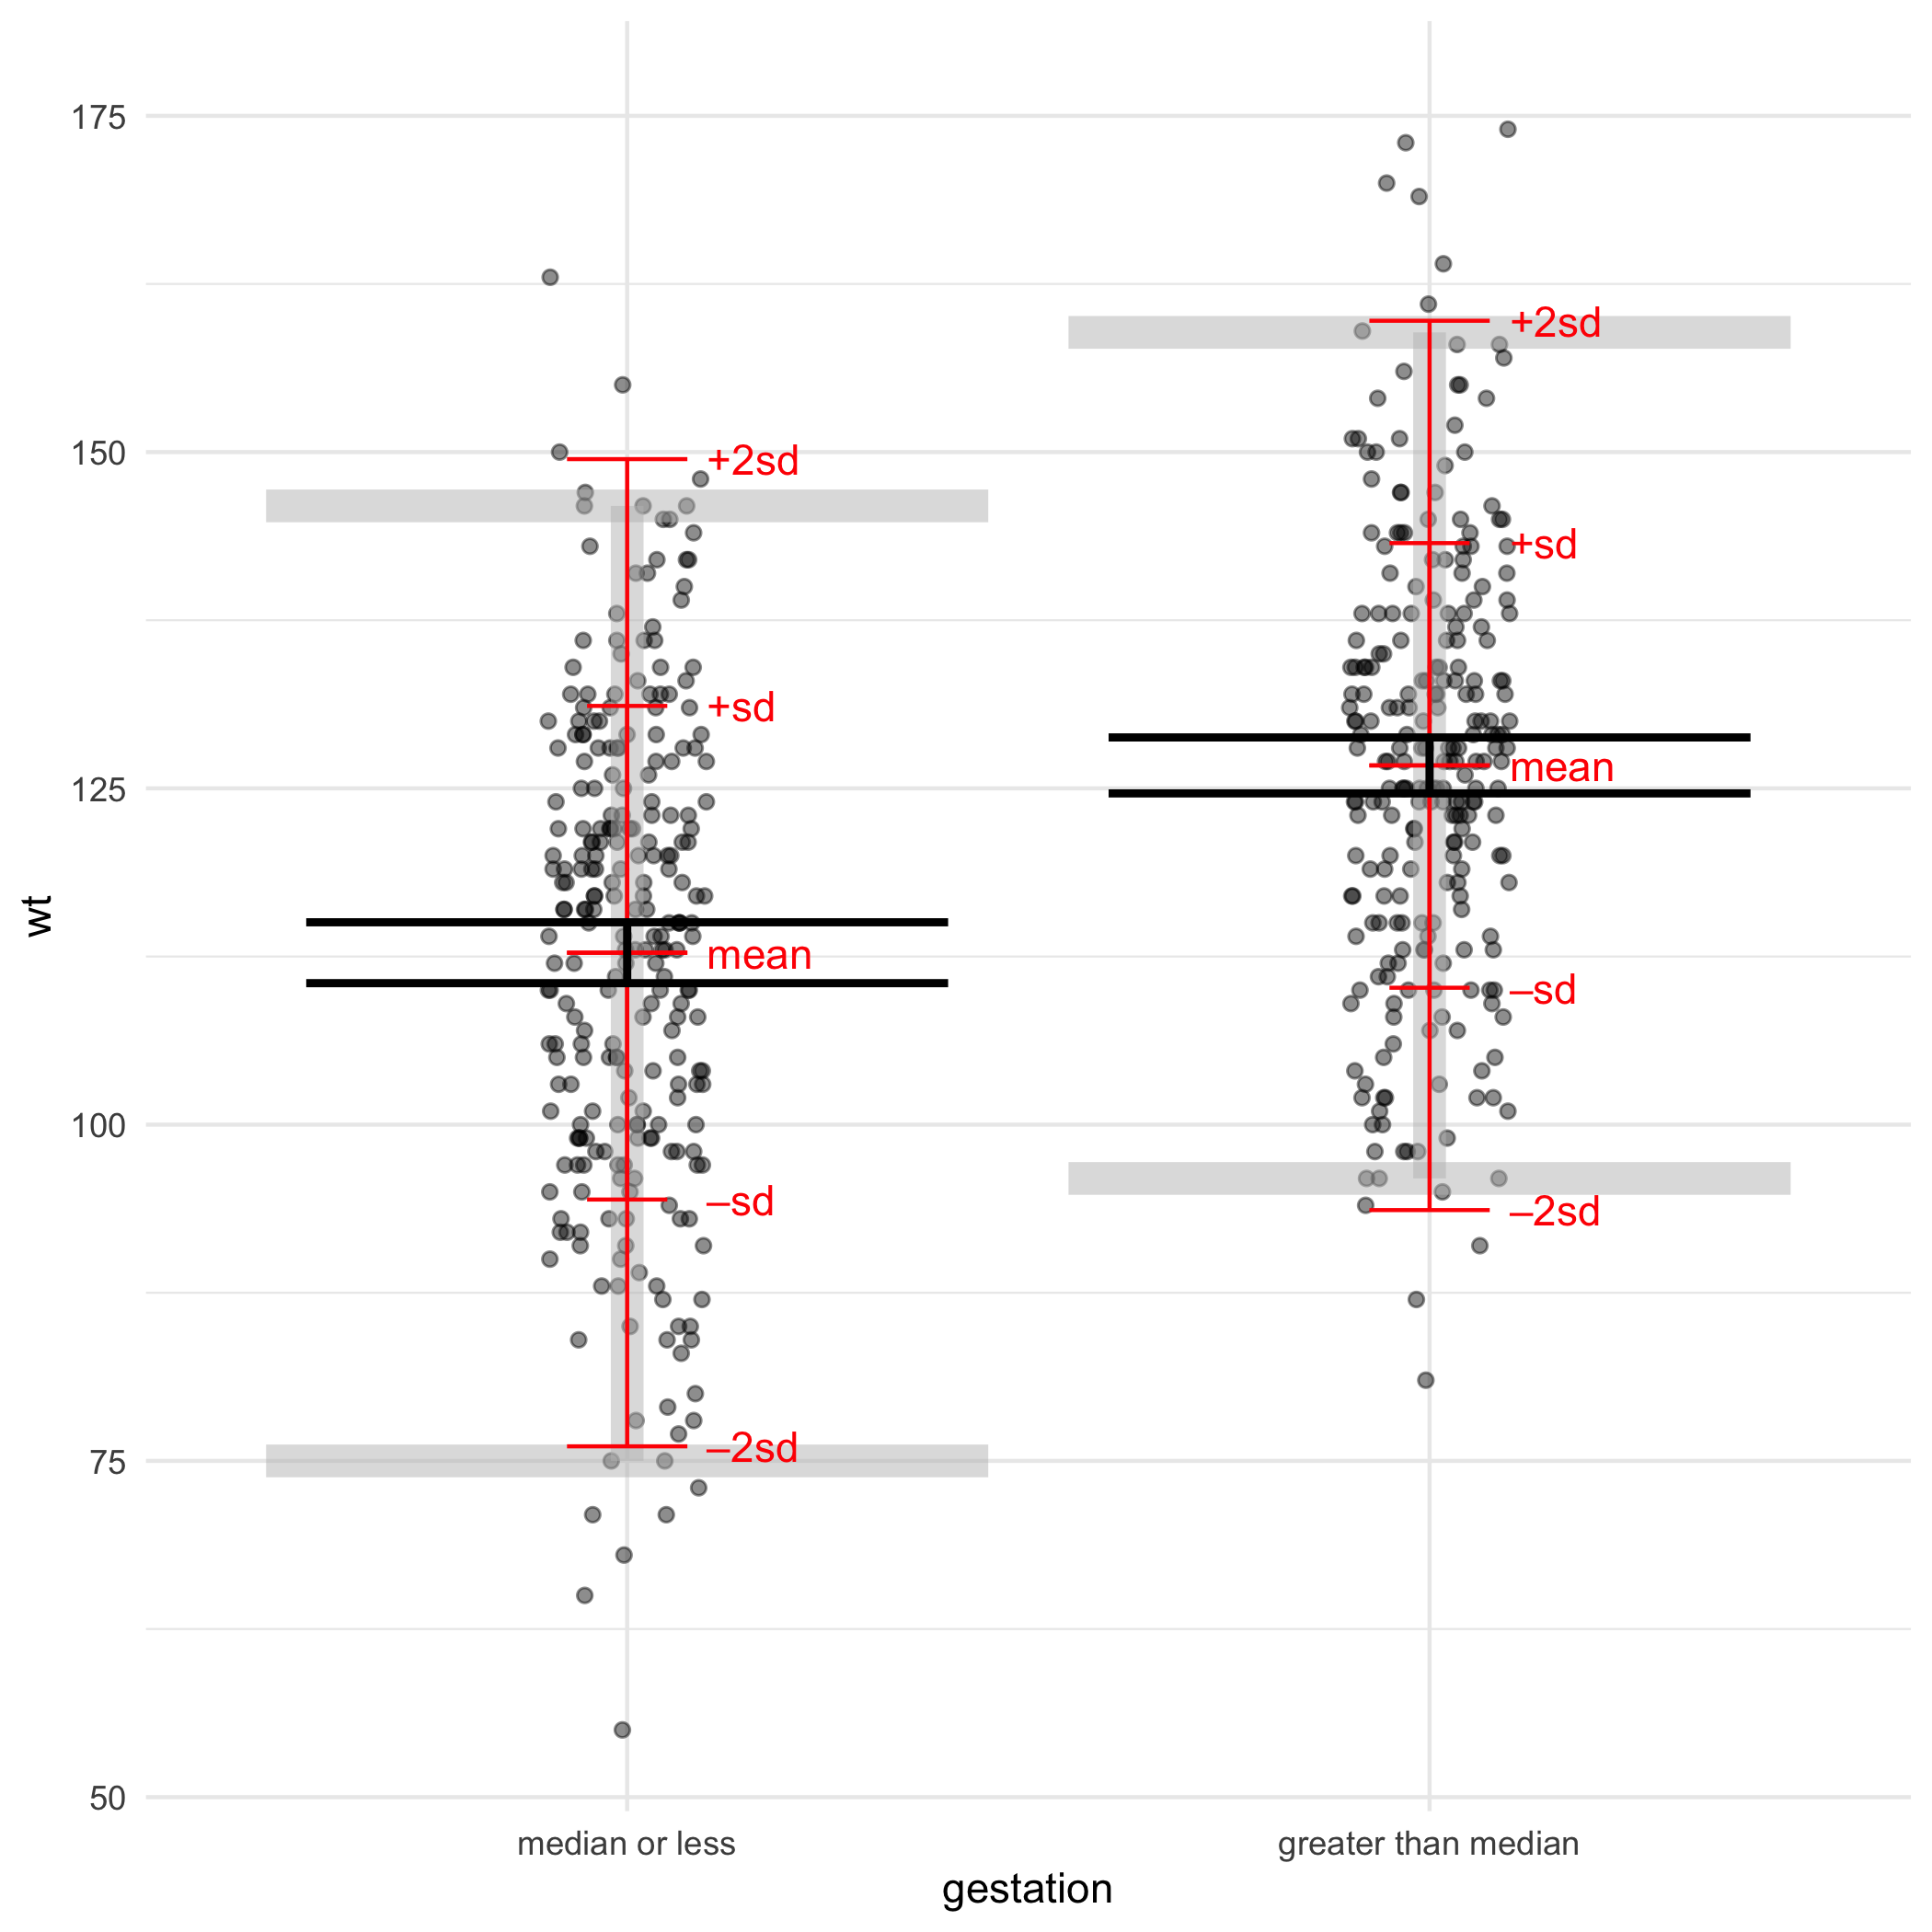 175
150
125
100
75
50
wt
+2sd
+sd
mean
–sd
–2sd
+2sd
+sd
mean
–sd
–2sd
median or less
greater than median
gestation